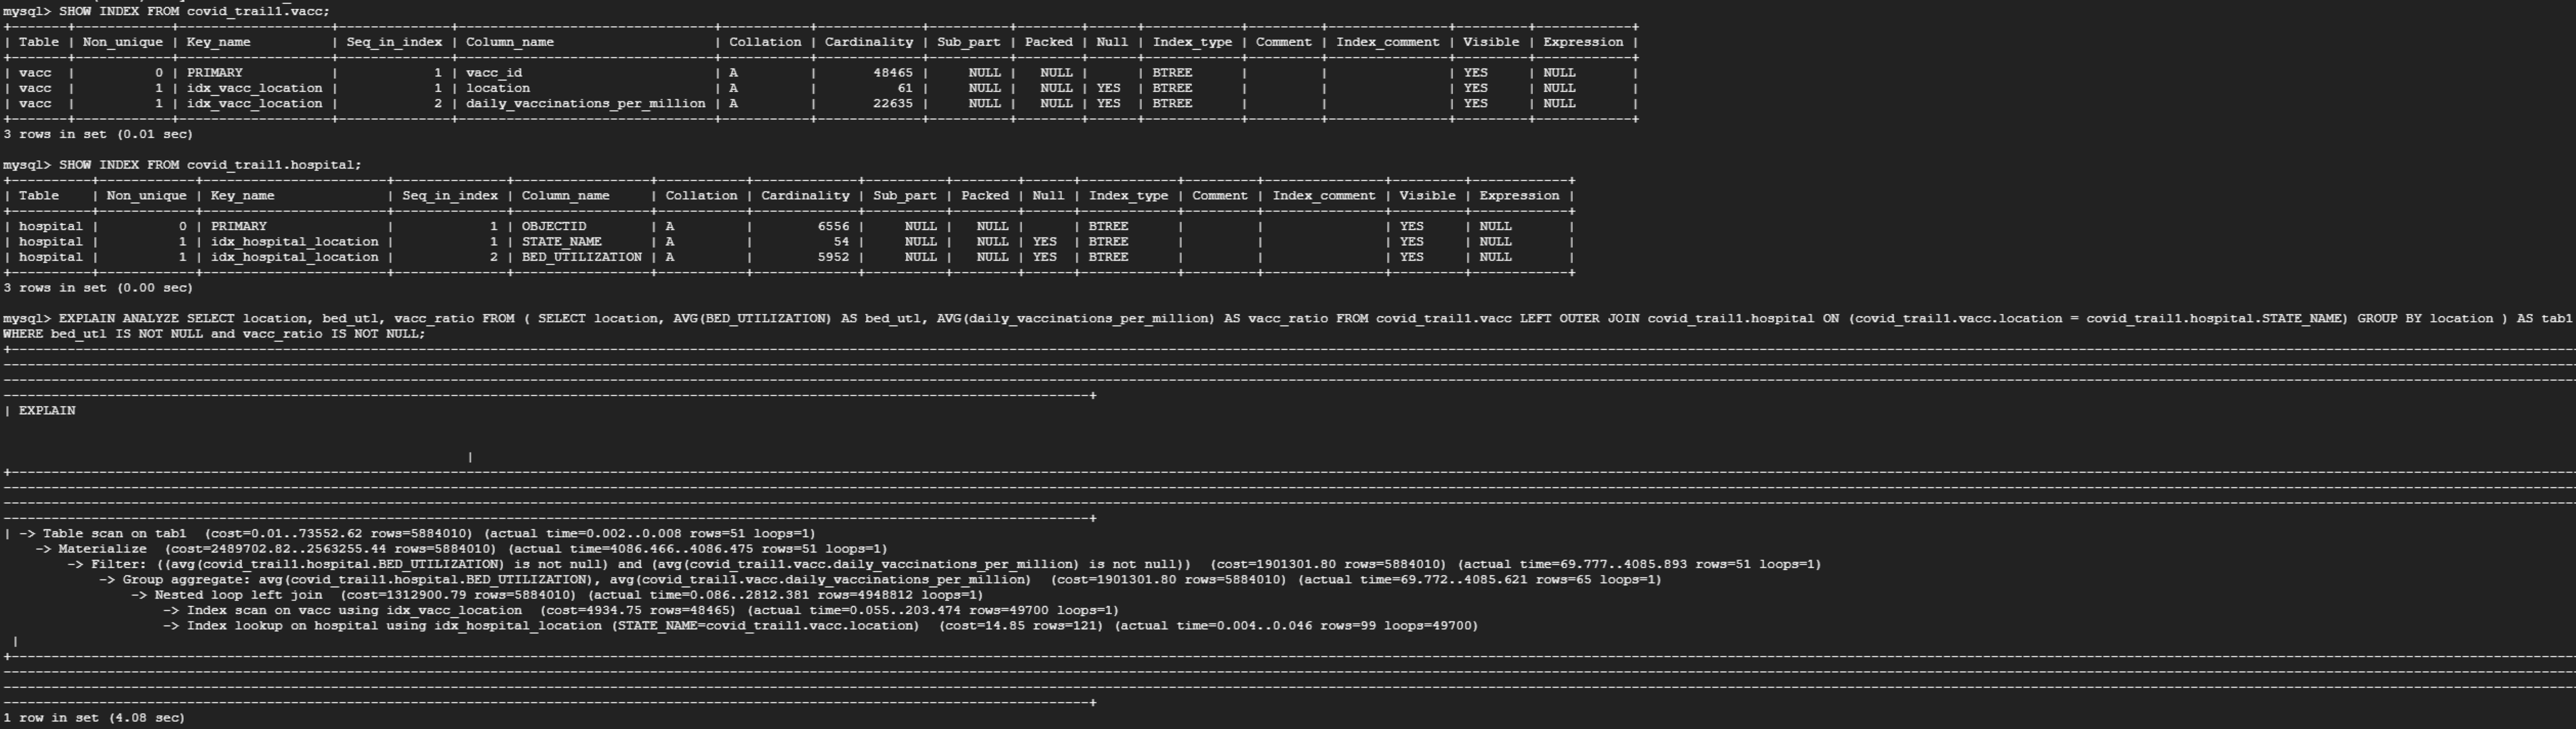 mysql> SHOW INDEX FROM covid_trail1.vacc;
+-------+------------+-------------------+--------------+--------------------------------+-----------+-------------+----------+--------+------+------------+---------+---------------+---------+------------+
| Table | Non_unique | Key_name          | Seq_in_index | Column_name                    | Collation | Cardinality | Sub_part | Packed | Null | Index_type | Comment | Index_comment | Visible | Expression |
+-------+------------+-------------------+--------------+--------------------------------+-----------+-------------+----------+--------+------+------------+---------+---------------+---------+------------+
| vacc  |          0 | PRIMARY           |            1 | vacc_id                        | A         |       48465 |     NULL |   NULL |      | BTREE      |         |               | YES     | NULL       |
| vacc  |          1 | idx_vacc_location |            1 | location                       | A         |          61 |     NULL |   NULL | YES  | BTREE      |         |               | YES     | NULL       |
| vacc  |          1 | idx_vacc_location |            2 | daily_vaccinations_per_million | A         |       22635 |     NULL |   NULL | YES  | BTREE      |         |               | YES     | NULL       |
+-------+------------+-------------------+--------------+--------------------------------+-----------+-------------+----------+--------+------+------------+---------+---------------+---------+------------+
3 rows in set (0.01 sec)
mysql> SHOW INDEX FROM covid_trail1.hospital;
+----------+------------+-----------------------+--------------+-----------------+-----------+-------------+----------+--------+------+------------+---------+---------------+---------+------------+
| Table    | Non_unique | Key_name              | Seq_in_index | Column_name     | Collation | Cardinality | Sub_part | Packed | Null | Index_type | Comment | Index_comment | Visible | Expression |
+----------+------------+-----------------------+--------------+-----------------+-----------+-------------+----------+--------+------+------------+---------+---------------+---------+------------+
| hospital |          0 | PRIMARY               |            1 | OBJECTID        | A         |        6556 |     NULL |   NULL |      | BTREE      |         |               | YES     | NULL       |
| hospital |          1 | idx_hospital_location |            1 | STATE_NAME      | A         |          54 |     NULL |   NULL | YES  | BTREE      |         |               | YES     | NULL       |
| hospital |          1 | idx_hospital_location |            2 | BED_UTILIZATION | A         |        5952 |     NULL |   NULL | YES  | BTREE      |         |               | YES     | NULL       |
+----------+------------+-----------------------+--------------+-----------------+-----------+-------------+----------+--------+------+------------+---------+---------------+---------+------------+
3 rows in set (0.00 sec)
mysql> EXPLAIN ANALYZE SELECT location, bed_utl, vacc_ratio FROM ( SELECT location, AVG(BED_UTILIZATION) AS bed_utl, AVG(daily_vaccinations_per_million) AS vacc_ratio FROM covid_trail1.vacc LEFT OUTER JOIN covid_trail1.hospital ON (covid_trail1.vacc.location = covid_trail1.hospital.STATE_NAME) GROUP BY location ) AS tab1
WHERE bed_utl IS NOT NULL and vacc_ratio IS NOT NULL;
| EXPLAIN
|
| -> Table scan on tab1  (cost=0.01..73552.62 rows=5884010) (actual time=0.002..0.008 rows=51 loops=1)
-> Materialize  (cost=2489702.82..2563255.44 rows=5884010) (actual time=4086.466..4086.475 rows=51 loops=1)
-> Filter: ((avg(covid_trail1.hospital.BED_UTILIZATION) is not null) and (avg(covid_trail1.vacc.daily_vaccinations_per_million) is not null))  (cost=1901301.80 rows=5884010) (actual time=69.777..4085.893 rows=51 loops=1)
-> Group aggregate: avg(covid_trail1.hospital.BED_UTILIZATION), avg(covid_trail1.vacc.daily_vaccinations_per_million)  (cost=1901301.80 rows=5884010) (actual time=69.772..4085.621 rows=65 loops=1)
-> Nested loop left join  (cost=1312900.79 rows=5884010) (actual time=0.086..2812.381 rows=4948812 loops=1)
-> Index scan on vacc using idx_vacc_location  (cost=4934.75 rows=48465) (actual time=0.055..203.474 rows=49700 loops=1)
-> Index lookup on hospital using idx_hospital_location (STATE_NAME=covid_trail1.vacc.location)  (cost=14.85 rows=121) (actual time=0.004..0.046 rows=99 loops=49700)
|
1 row in set (4.08 sec)